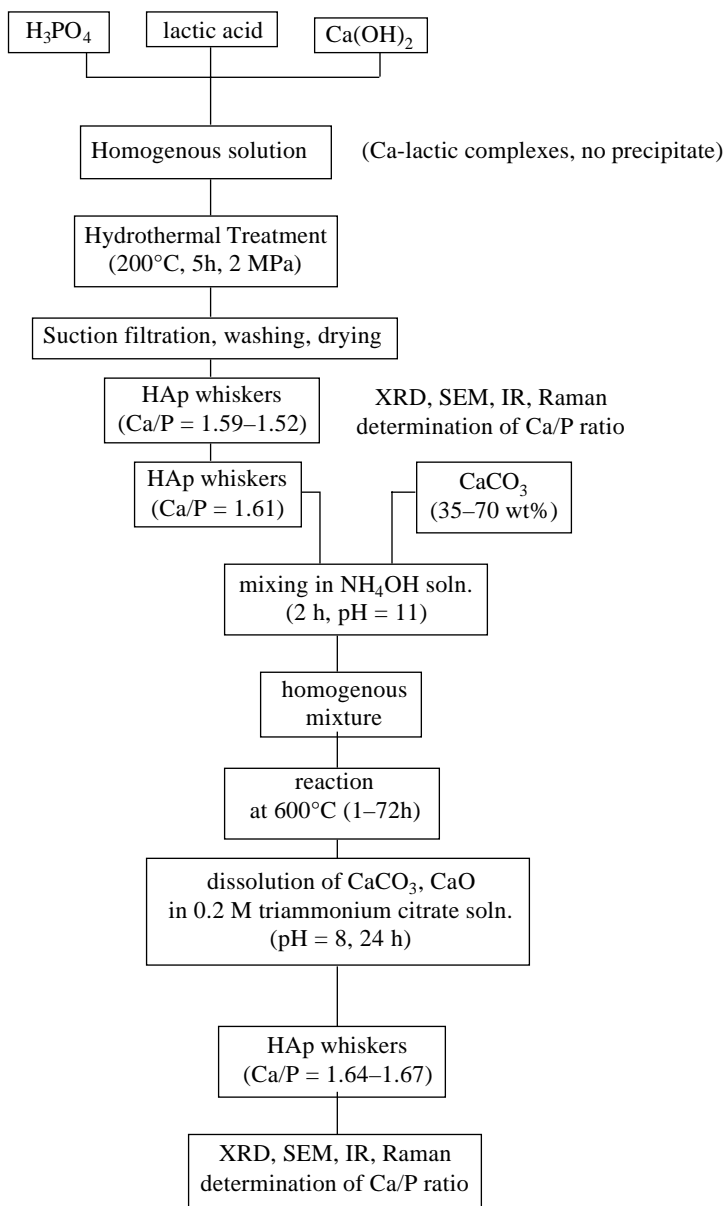 H₃PO₄
lactic acid
Ca(OH)₂
Homogenous solution
(Ca-lactic complexes, no precipitate)
Hydrothermal Treatment
(200°C, 5h, 2 MPa)
Suction filtration, washing, drying
HAp whiskers
(Ca/P = 1.59–1.52)
XRD, SEM, IR, Raman
determination of Ca/P ratio
HAp whiskers
(Ca/P = 1.61)
CaCO₃
(35–70 wt%)
mixing in NH₄OH soln.
(2 h, pH = 11)
homogenous
mixture
reaction
at 600°C (1–72h)
dissolution of CaCO₃, CaO
in 0.2 M triammonium citrate soln.
(pH = 8, 24 h)
HAp whiskers
(Ca/P = 1.64–1.67)
XRD, SEM, IR, Raman
determination of Ca/P ratio